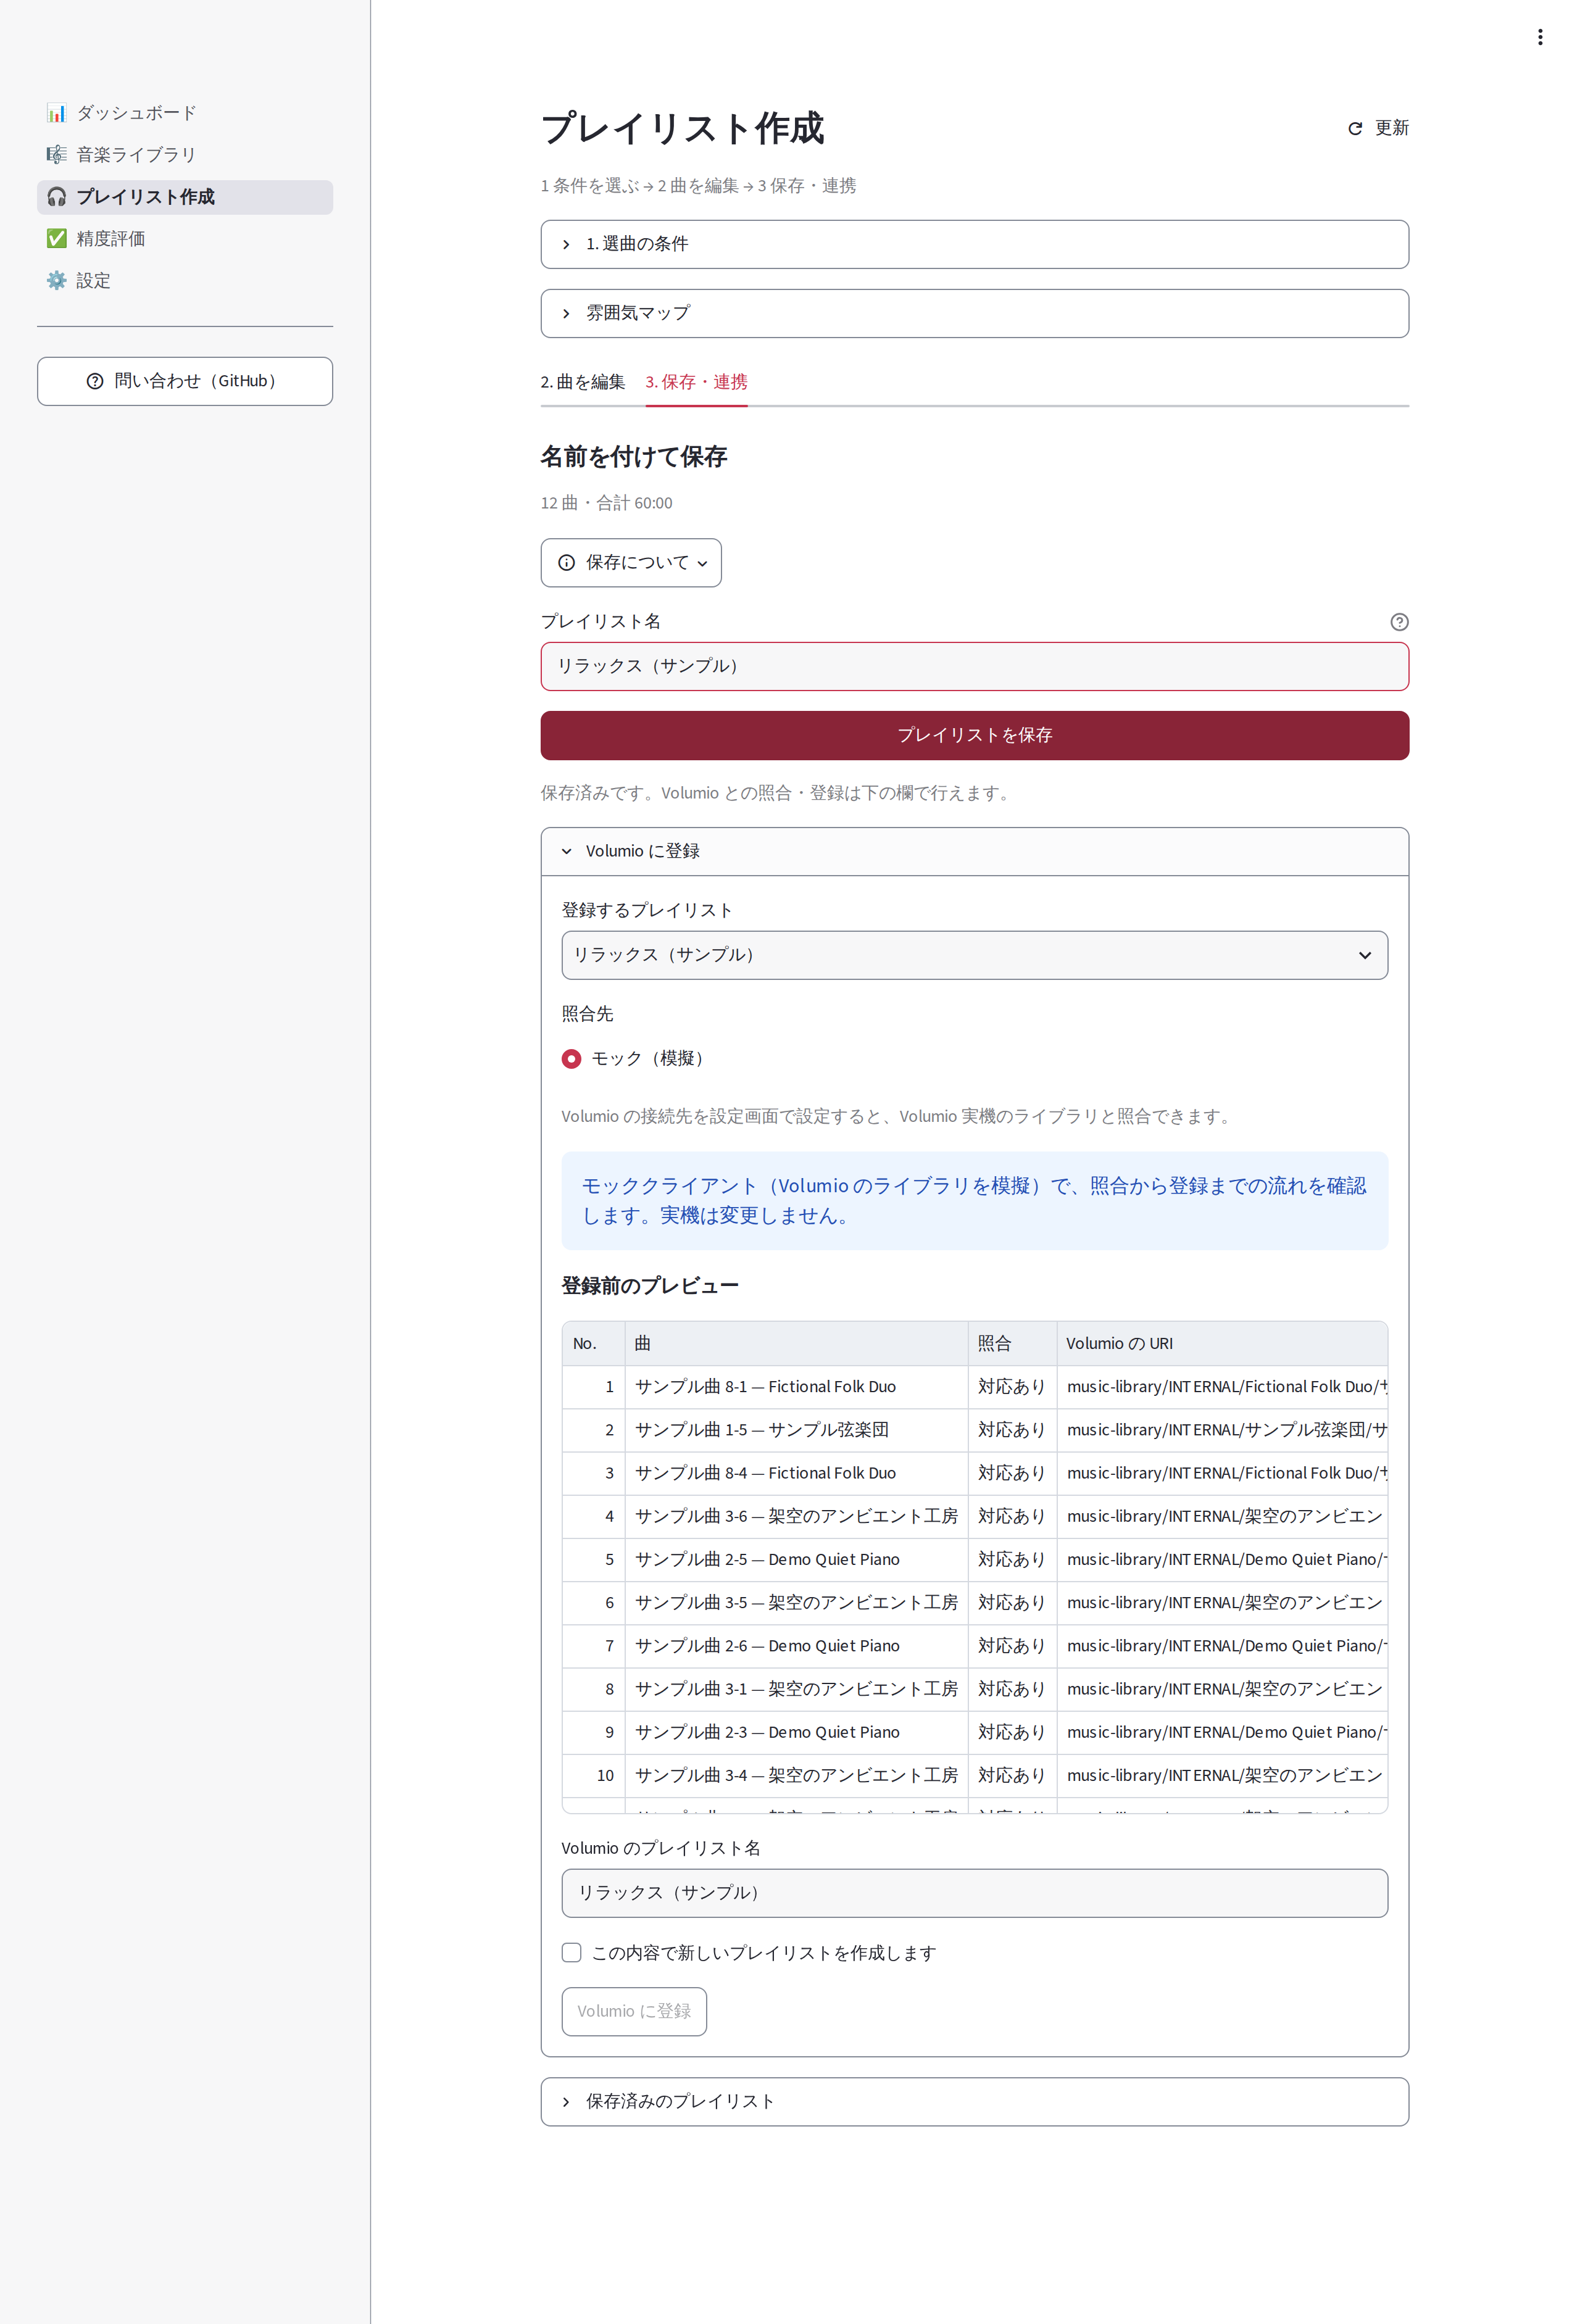 ダッシュボード
音楽ライブラリ
プレイリスト作成
精度評価
設定
問い合わせ（GitHub）
プレイリスト作成
更新
1 条件を選ぶ → 2 曲を編集 → 3 保存・連携
1. 選曲の条件
雰囲気マップ
2. 曲を編集 3. 保存・連携
名前を付けて保存
12 曲・合計 60:00
保存について
プレイリスト名
リラックス（サンプル）
プレイリストを保存
保存済みです。Volumio との照合・登録は下の欄で行えます。
Volumio に登録
登録するプレイリスト
リラックス（サンプル）
照合先
モック（模擬）
Volumio の接続先を設定画面で設定すると、Volumio 実機のライブラリと照合できます。
モッククライアント（Volumio のライブラリを模擬）で、照合から登録までの流れを確認
します。実機は変更しません。
登録前のプレビュー
No. 曲 照合 Volumio の URI
1 サンプル曲 8-1 — Fictional Folk Duo 対応あり music-library/INTERNAL/Fictional Folk Duo/
2 サンプル曲 1-5 — サンプル弦楽団 対応あり music-library/INTERNAL/サンプル弦楽団/サ
3 サンプル曲 8-4 — Fictional Folk Duo 対応あり music-library/INTERNAL/Fictional Folk Duo/
4 サンプル曲 3-6 — 架空のアンビエント工房 対応あり music-library/INTERNAL/架空のアンビエン
5 サンプル曲 2-5 — Demo Quiet Piano 対応あり music-library/INTERNAL/Demo Quiet Piano/
6 サンプル曲 3-5 — 架空のアンビエント工房 対応あり music-library/INTERNAL/架空のアンビエン
7 サンプル曲 2-6 — Demo Quiet Piano 対応あり music-library/INTERNAL/Demo Quiet Piano/
8 サンプル曲 3-1 — 架空のアンビエント工房 対応あり music-library/INTERNAL/架空のアンビエン
9 サンプル曲 2-3 — Demo Quiet Piano 対応あり music-library/INTERNAL/Demo Quiet Piano/
10 サンプル曲 3-4 — 架空のアンビエント工房 対応あり music-library/INTERNAL/架空のアンビエン
Volumio のプレイリスト名
リラックス（サンプル）
この内容で新しいプレイリストを作成します
Volumio に登録
保存済みのプレイリスト